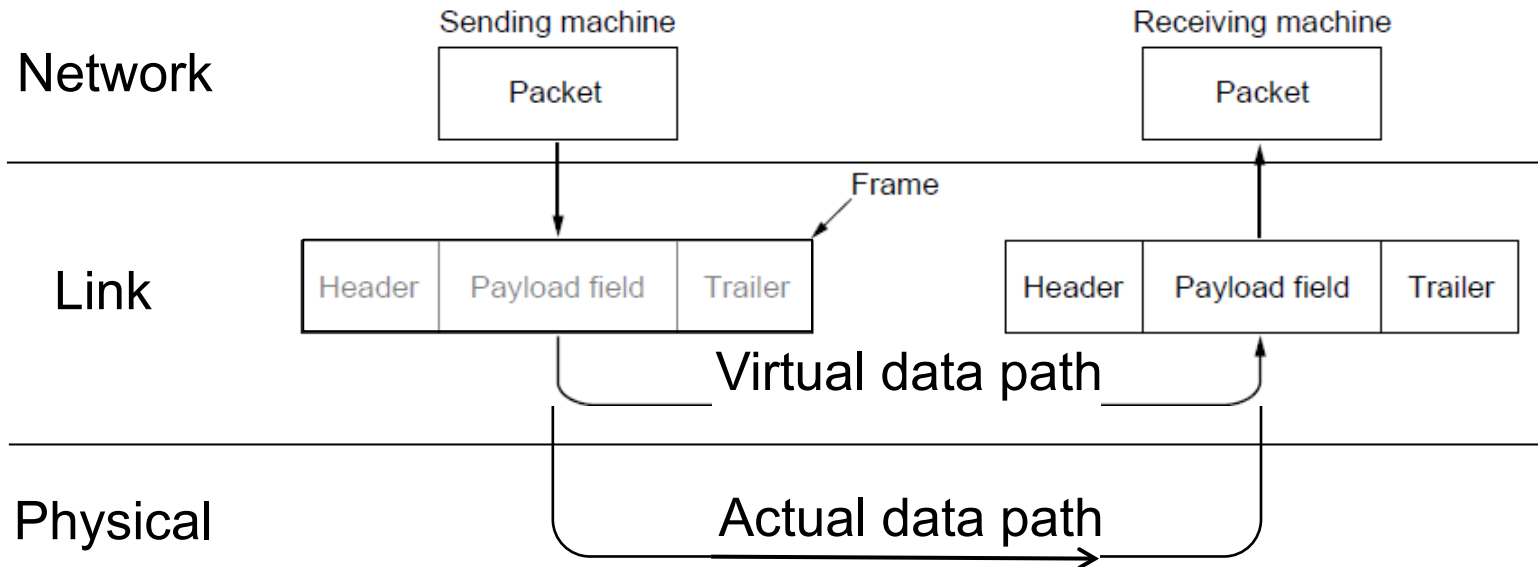 Sending machine
Receiving machine
Network
Packet
Packet
Frame
Link
Header
Payload field
Trailer
Header
Payload field
Trailer
Virtual data path
Physical
Actual data path